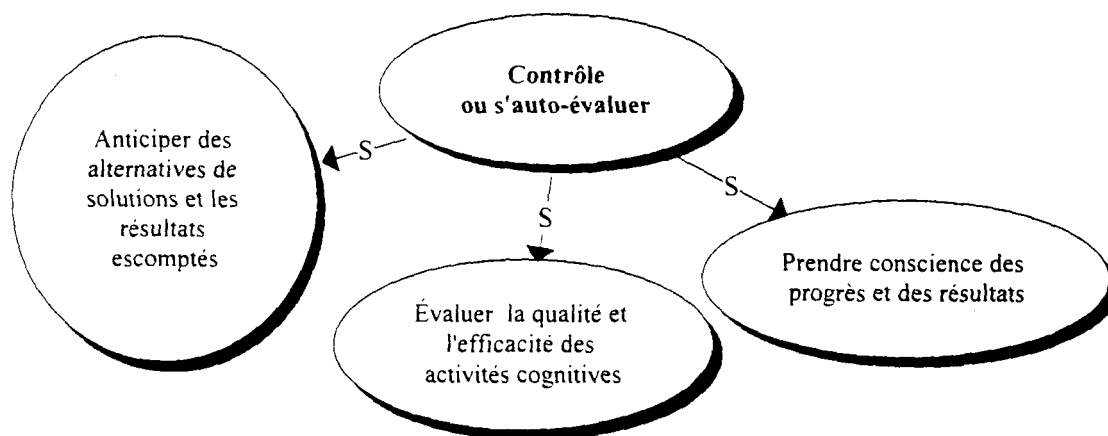 Contrôle
ou s'auto-évaluer
Anticiper des
alternatives de
solutions et les
résultats
escomptés
S
S
S
Évaluer la qualité et
l'efficacité des
activités cognitives
Prendre conscience des
progrès et des résultats